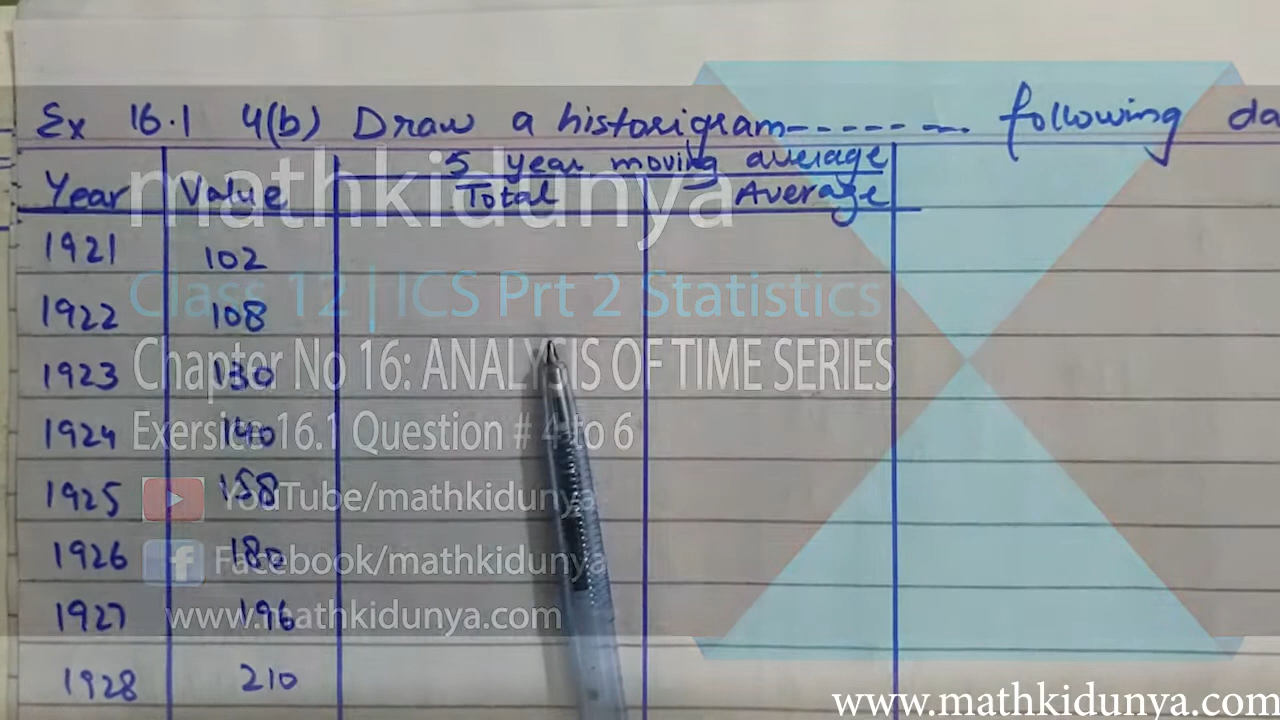 Ex 16.1 4(b) Draw a historigram------- following da
5 year moving average
Year Value Total Average
mathkidunya
1921 102
Class 12 | ICS Prt 2 Statistics
1922 108
Chapter No 16: ANALYSIS OF TIME SERIES
1923 130
Exersice 16.1 Question # 4 to 6
1924 140
1925 158
YouTube/mathkidunya
1926 180
Facebook/mathkidunya
1927 196
www.mathkidunya.com
1928 210
www.mathkidunya.com